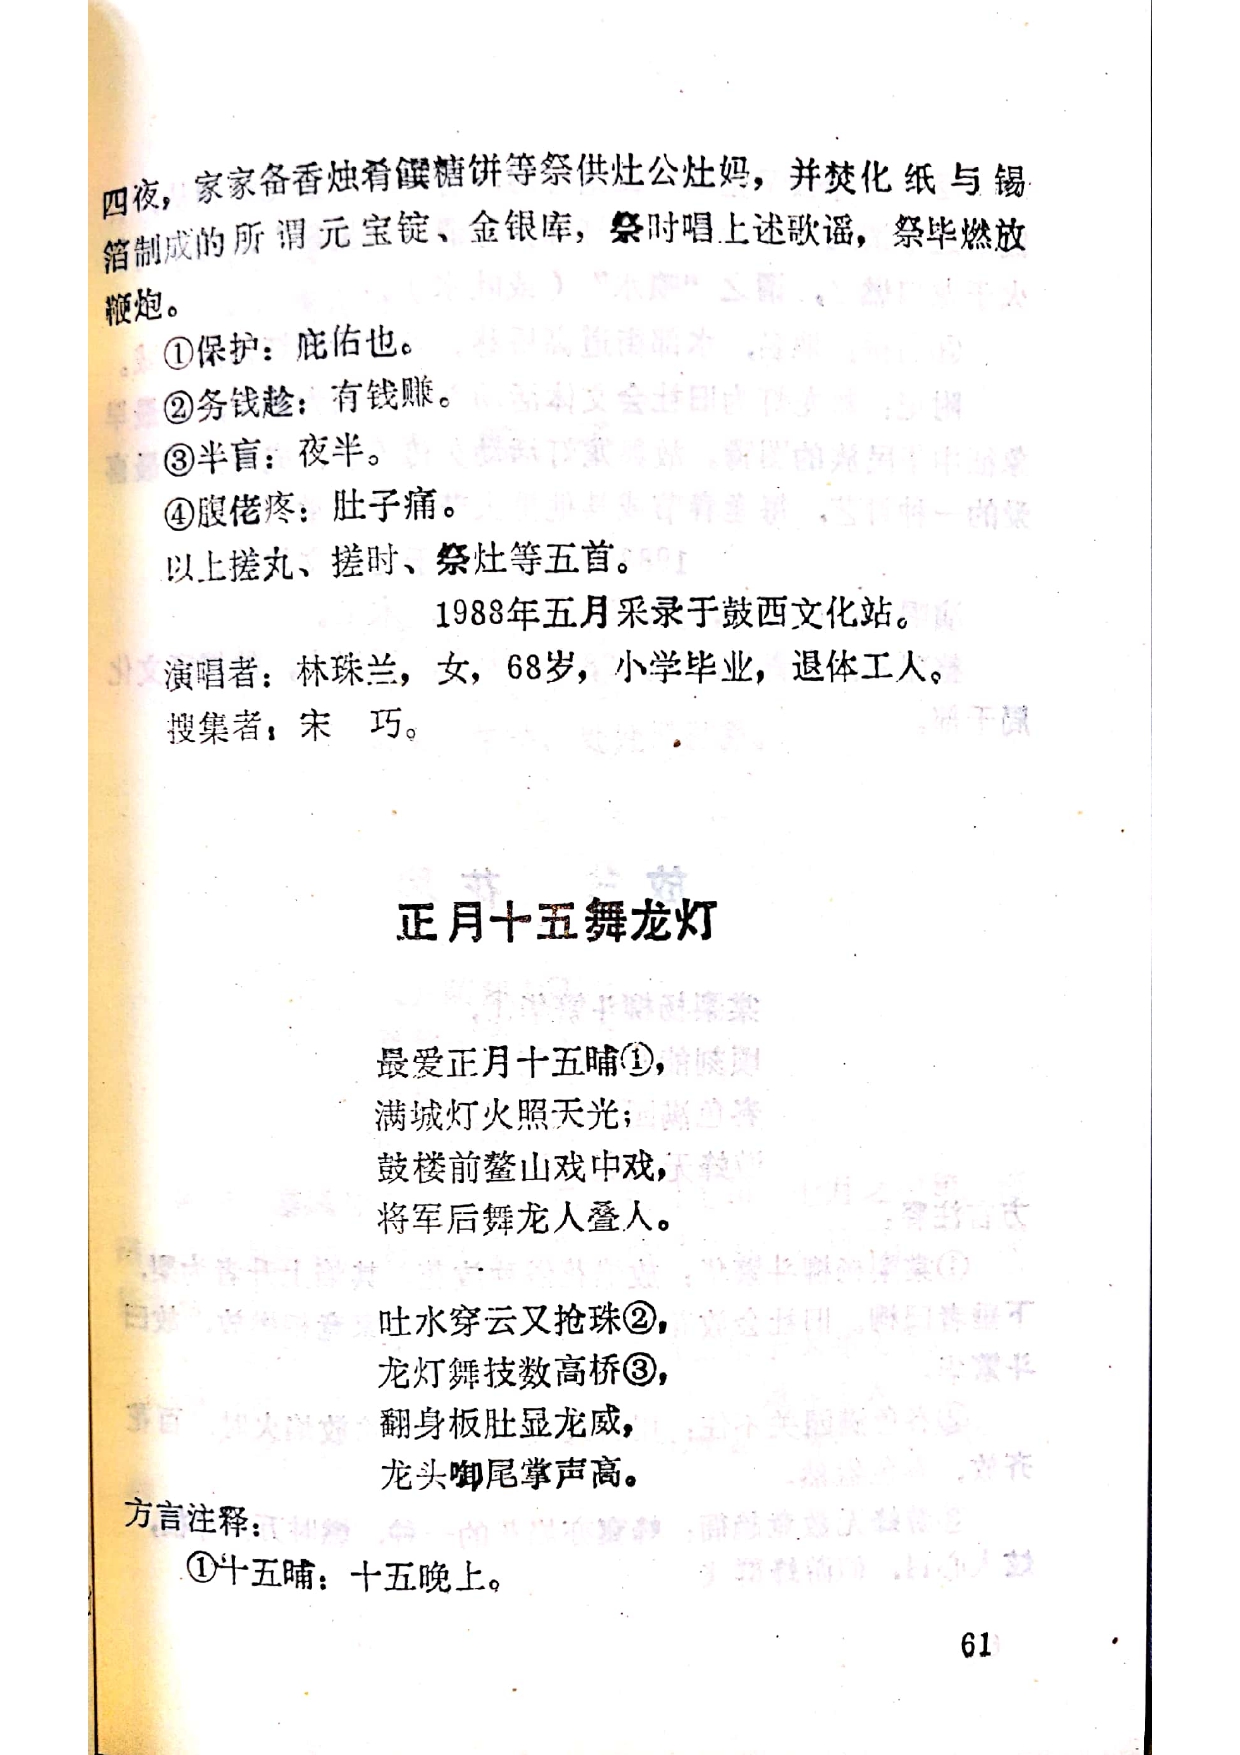 四夜，家家备香烛肴馔糖饼等祭供灶公灶妈，并焚化纸与锡
箔制成的所谓元宝锭、金银库，祭时唱上述歌谣，祭毕燃放
鞭炮。
①保护：庇佑也。
②务钱趁：有钱赚。
③半盲：夜半。
④腹佬疼：肚子痛。
以上搓丸、搓时、祭灶等五首。
1988年五月采录于鼓西文化站。
演唱者：林珠兰，女，68岁，小学毕业，退体工人。
搜集者：宋　巧。
正月十五舞龙灯
最爱正月十五晡①，
满城灯火照天光；
鼓楼前鳌山戏中戏，
将军后舞龙人叠人。
吐水穿云又抢珠②，
龙灯舞技数高桥③，
翻身板肚显龙威，
龙头啣尾掌声高。
方言注释：
①十五晡：十五晚上。
61